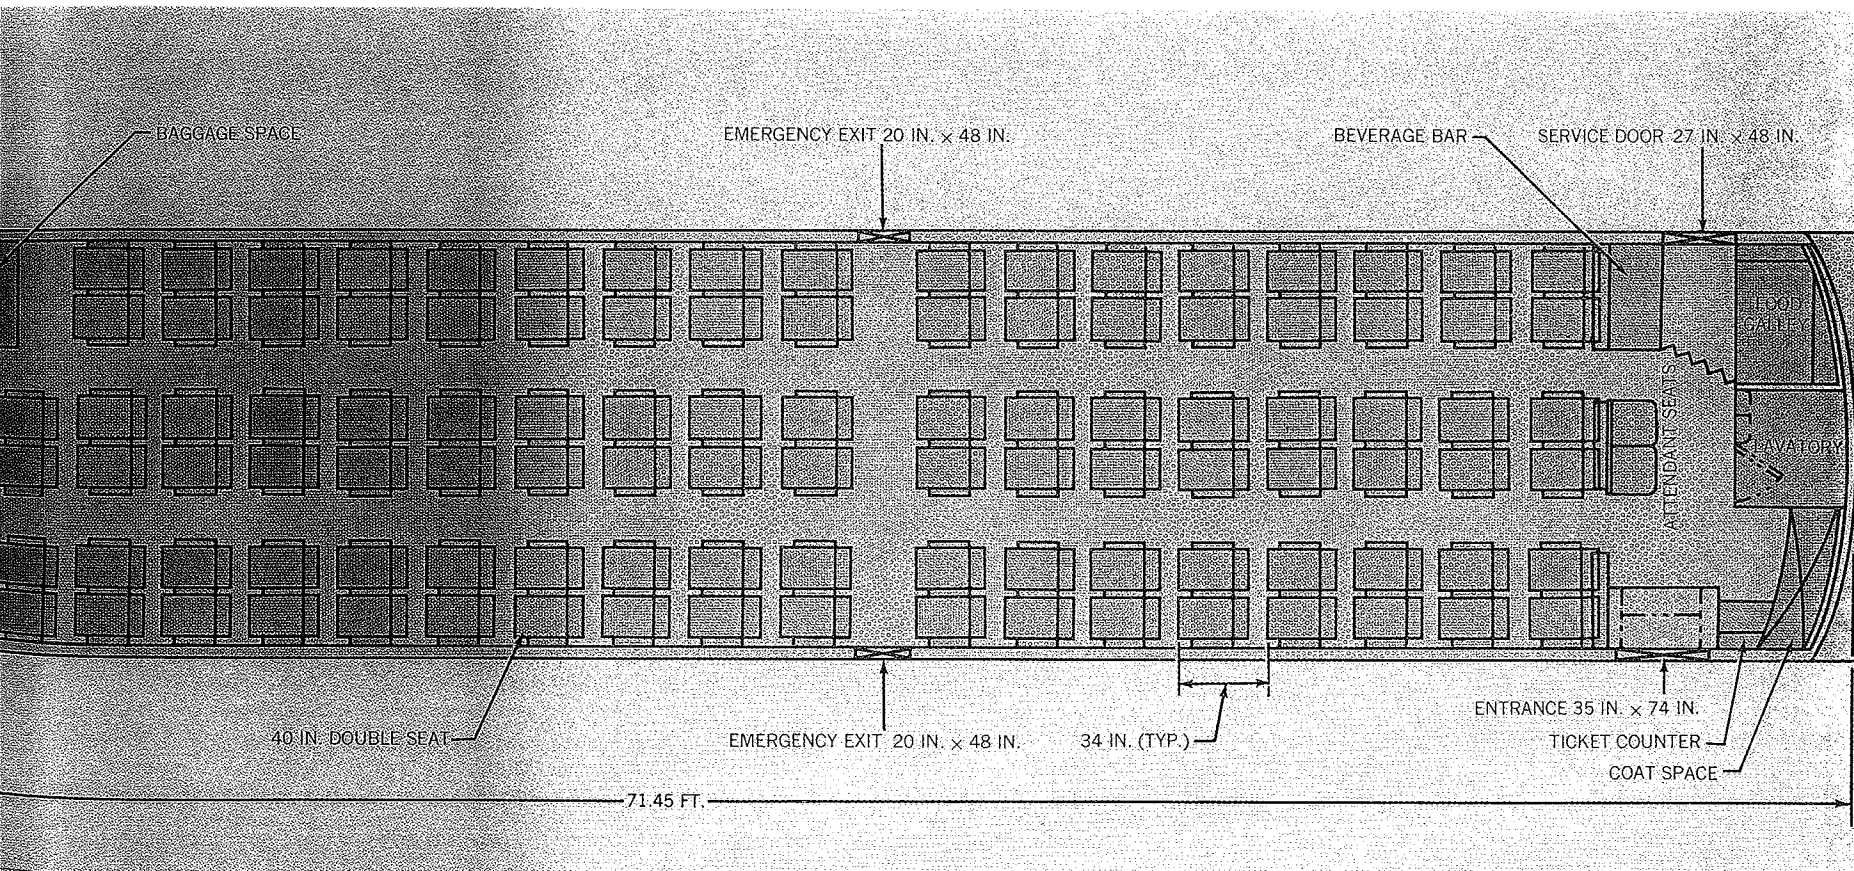 BAGGAGE SPACE
EMERGENCY EXIT 20 IN. × 48 IN.
BEVERAGE BAR
SERVICE DOOR 27 IN. × 48 IN.
FOOD
GALLEY
LAVATORY
ATTENDANT SEATS
40 IN. DOUBLE SEAT
EMERGENCY EXIT 20 IN. × 48 IN.
34 IN. (TYP.)
ENTRANCE 35 IN. × 74 IN.
TICKET COUNTER
COAT SPACE
71.45 FT.